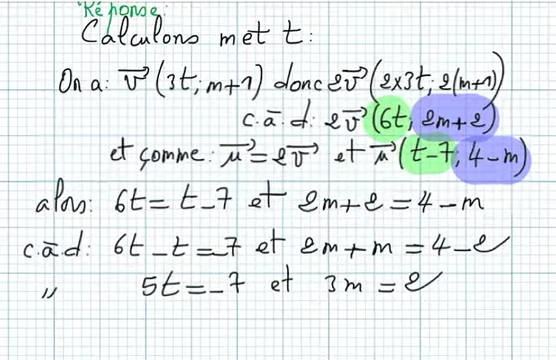 Réponse:
Calculons m et t:
On a: v⃗(3t; m+1) donc 2v⃗(2x3t; 2(m+1))
c.à.d: 2v⃗(6t; 2m+2)
et comme: u⃗=2v⃗ et u⃗(t-7; 4-m)
alors: 6t = t-7 et 2m+2 = 4-m
c.à.d: 6t-t=-7 et 2m+m = 4-2
" 5t=-7 et 3m = 2